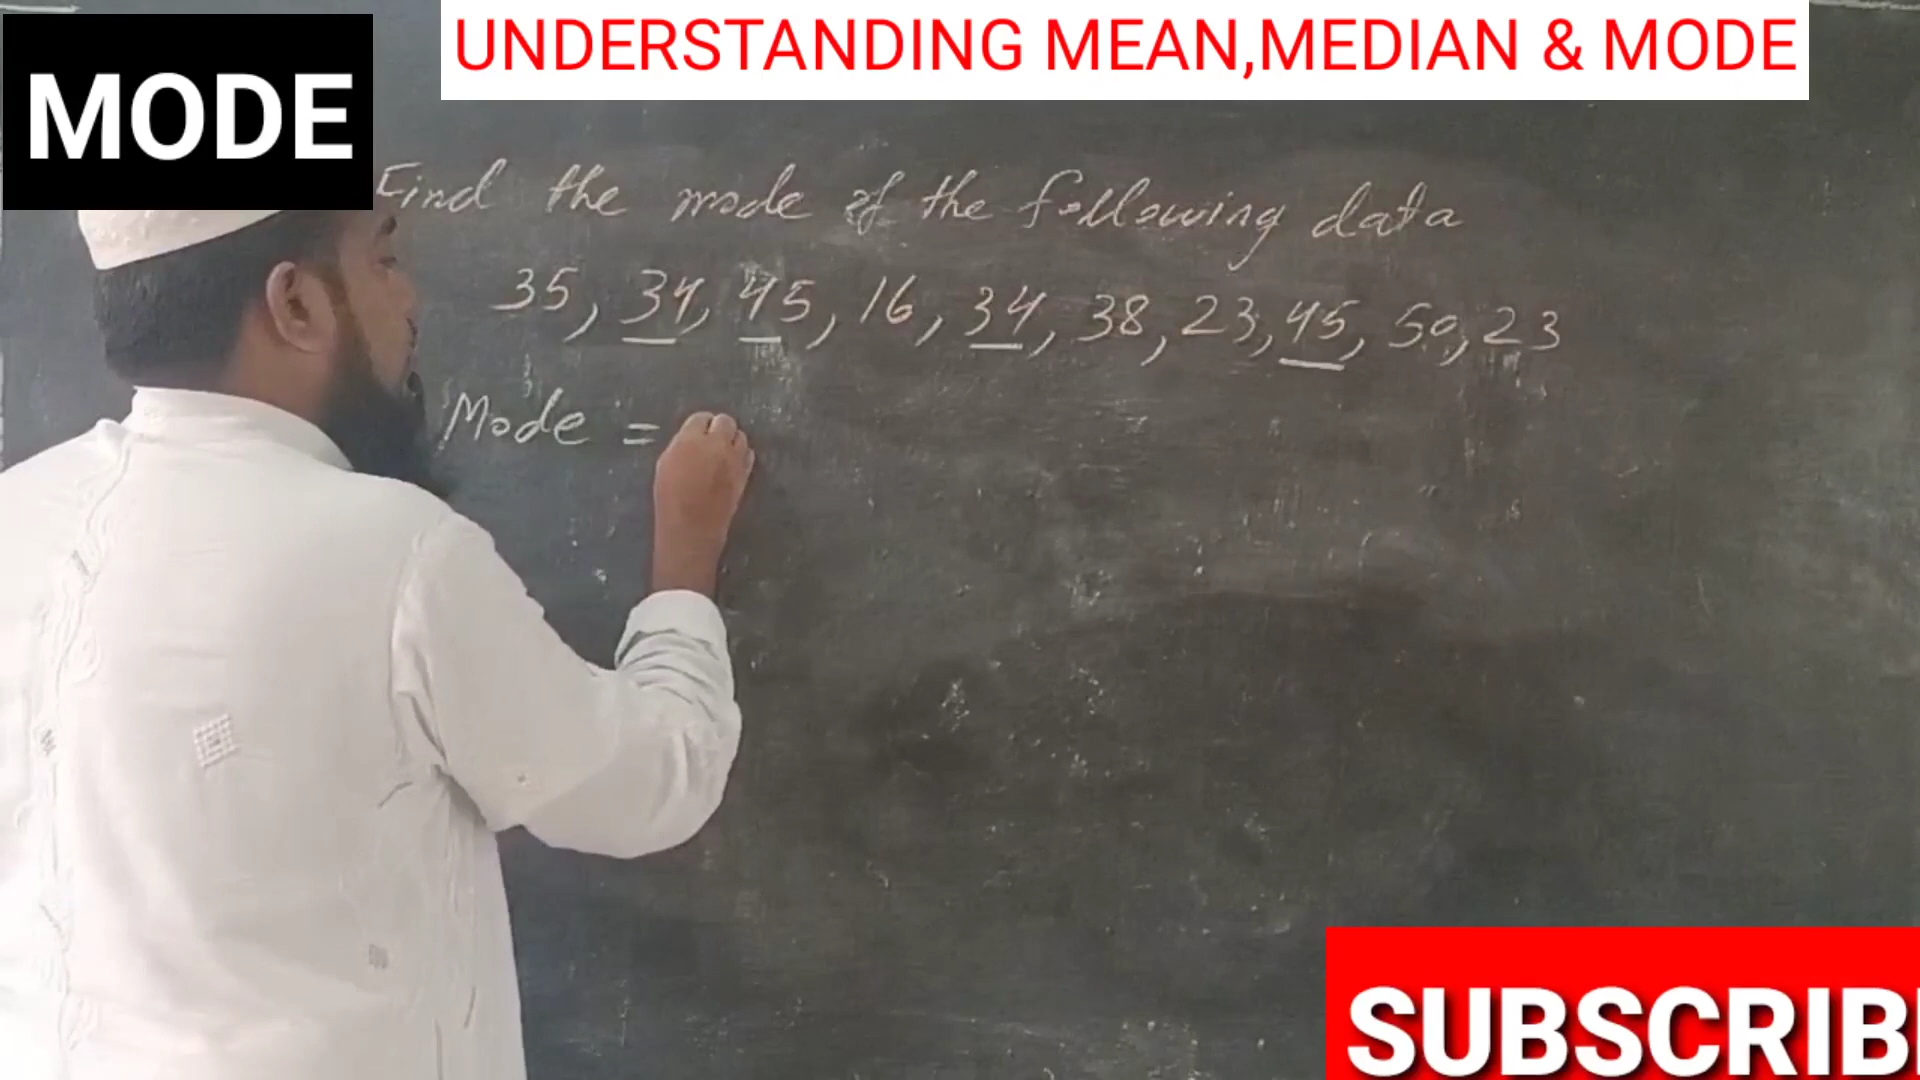 MODE
UNDERSTANDING MEAN,MEDIAN & MODE
Find the mode of the following data
35, 34, 45, 16, 34, 38, 23, 45, 50, 23
Mode =
SUBSCRIB